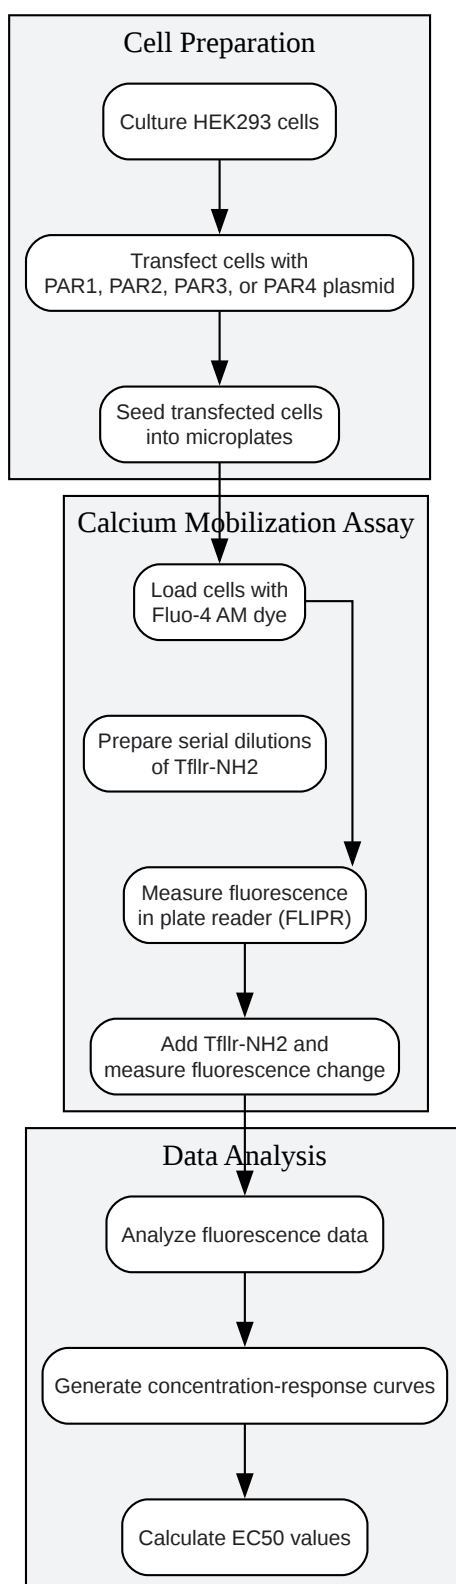 Cell Preparation
Culture HEK293 cells
Transfect cells with
PAR1, PAR2, PAR3, or PAR4 plasmid
Seed transfected cells
into microplates
Calcium Mobilization Assay
Load cells with
Fluo-4 AM dye
Prepare serial dilutions
of Tfllr-NH2
Measure fluorescence
in plate reader (FLIPR)
Add Tfllr-NH2 and
measure fluorescence change
Data Analysis
Analyze fluorescence data
Generate concentration-response curves
Calculate EC50 values